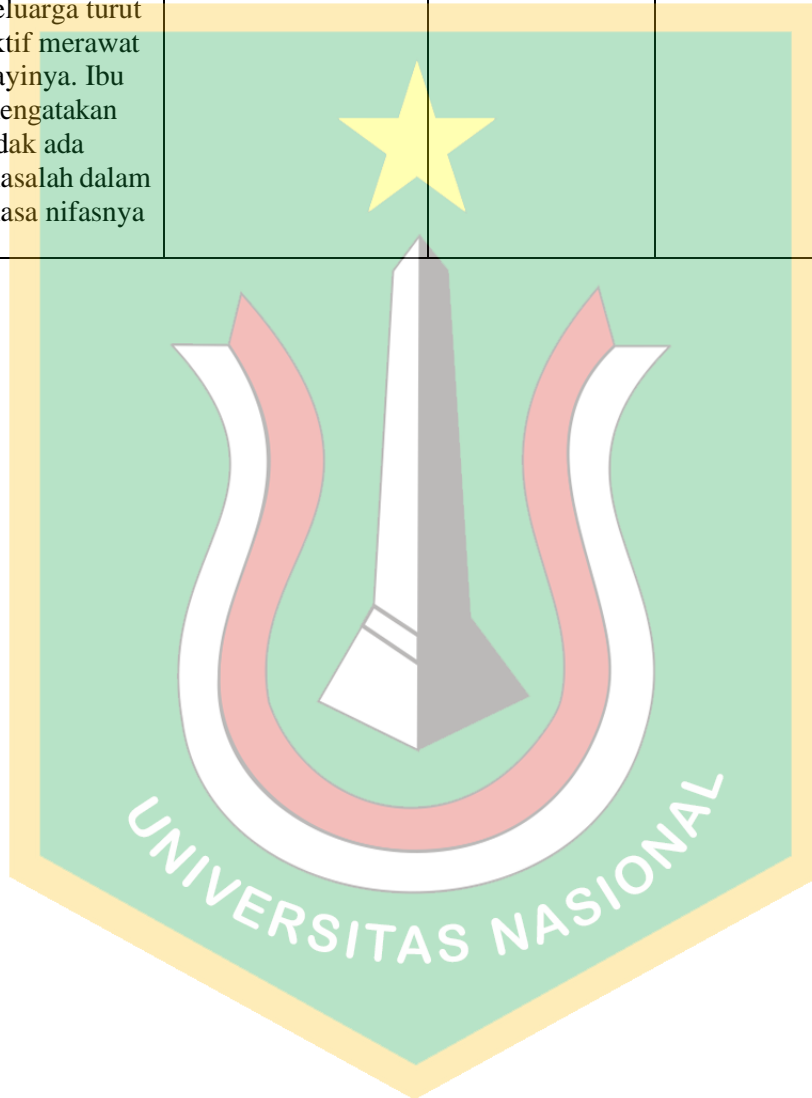 eluarga turut
ktif merawat
ayinya. Ibu
engatakan
dak ada
asalah dalam
asa nifasnya
UNIVERSITAS NASIONAL